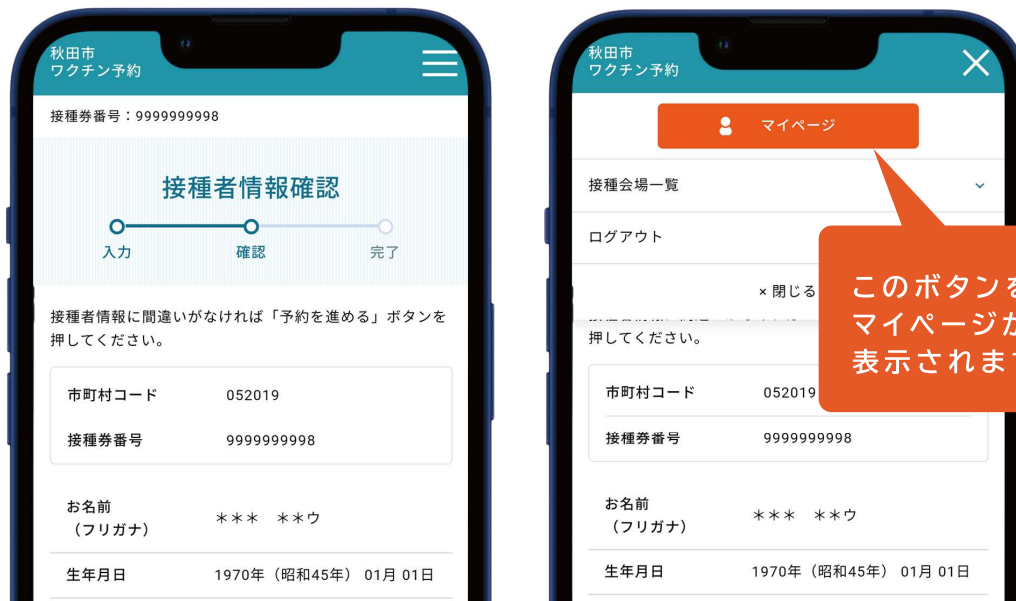 秋田市
ワクチン予約
接種券番号：9999999998
接種者情報確認
入力
確認
完了
接種者情報に間違いがなければ「予約を進める」ボタンを
押してください。
市町村コード 052019
接種券番号 9999999998
お名前
（フリガナ）
＊＊＊ ＊＊ウ
生年月日 1970年（昭和45年） 01月 01日
秋田市
ワクチン予約
マイページ
接種会場一覧
ログアウト
× 閉じる
このボタンを
マイページが
表示されます
押してください。
市町村コード 052019
接種券番号 9999999998
お名前
（フリガナ）
＊＊＊ ＊＊ウ
生年月日 1970年（昭和45年） 01月 01日